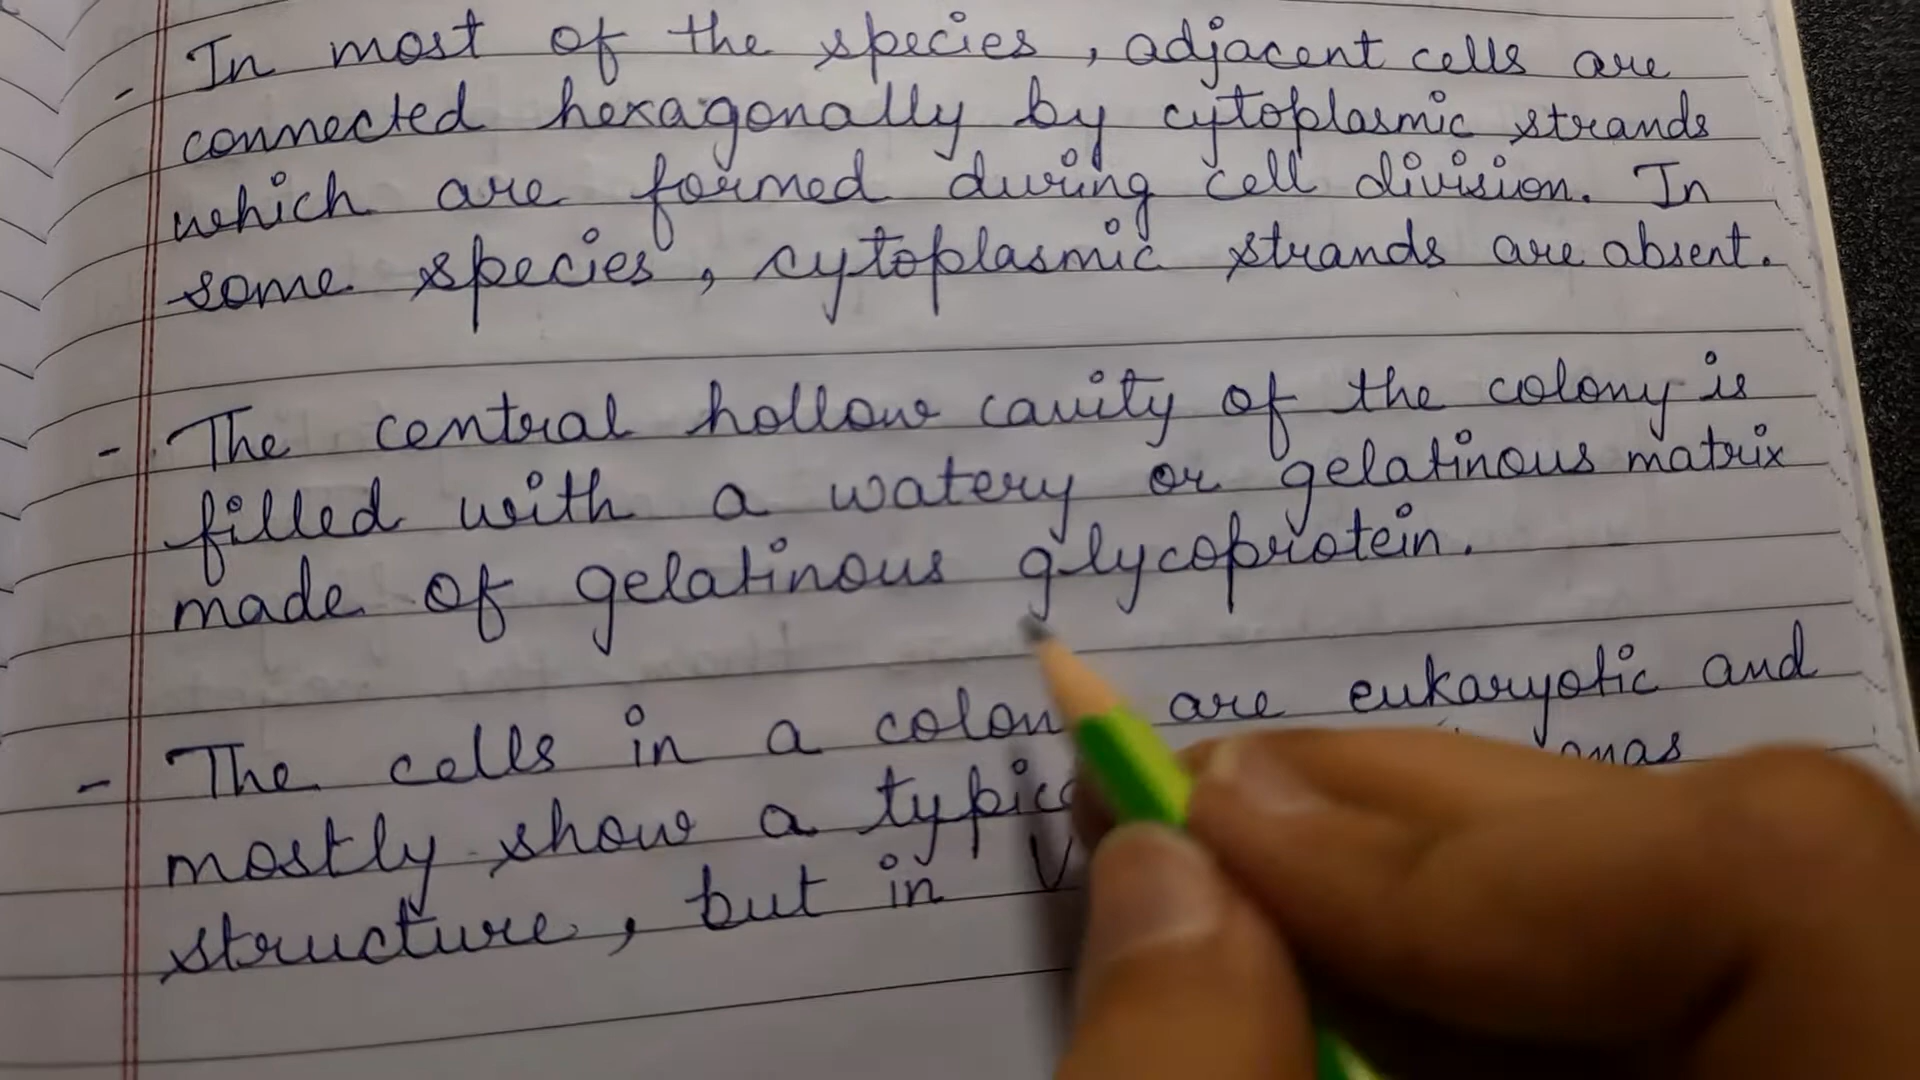 - In most of the species, adjacent cells are
connected hexagonally by cytoplasmic strands
which are formed during cell division. In
some species, cytoplasmic strands are absent.
- The central hollow cavity of the colony is
filled with a watery or gelatinous matrix
made of gelatinous glycoprotein.
- The cells in a colon are eukaryotic and
mostly show a typic onas
structure, but in V